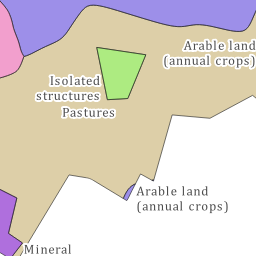 Arable land
(annual crops)
Isolated
structures
Pastures
Arable land
(annual crops)
Mineral